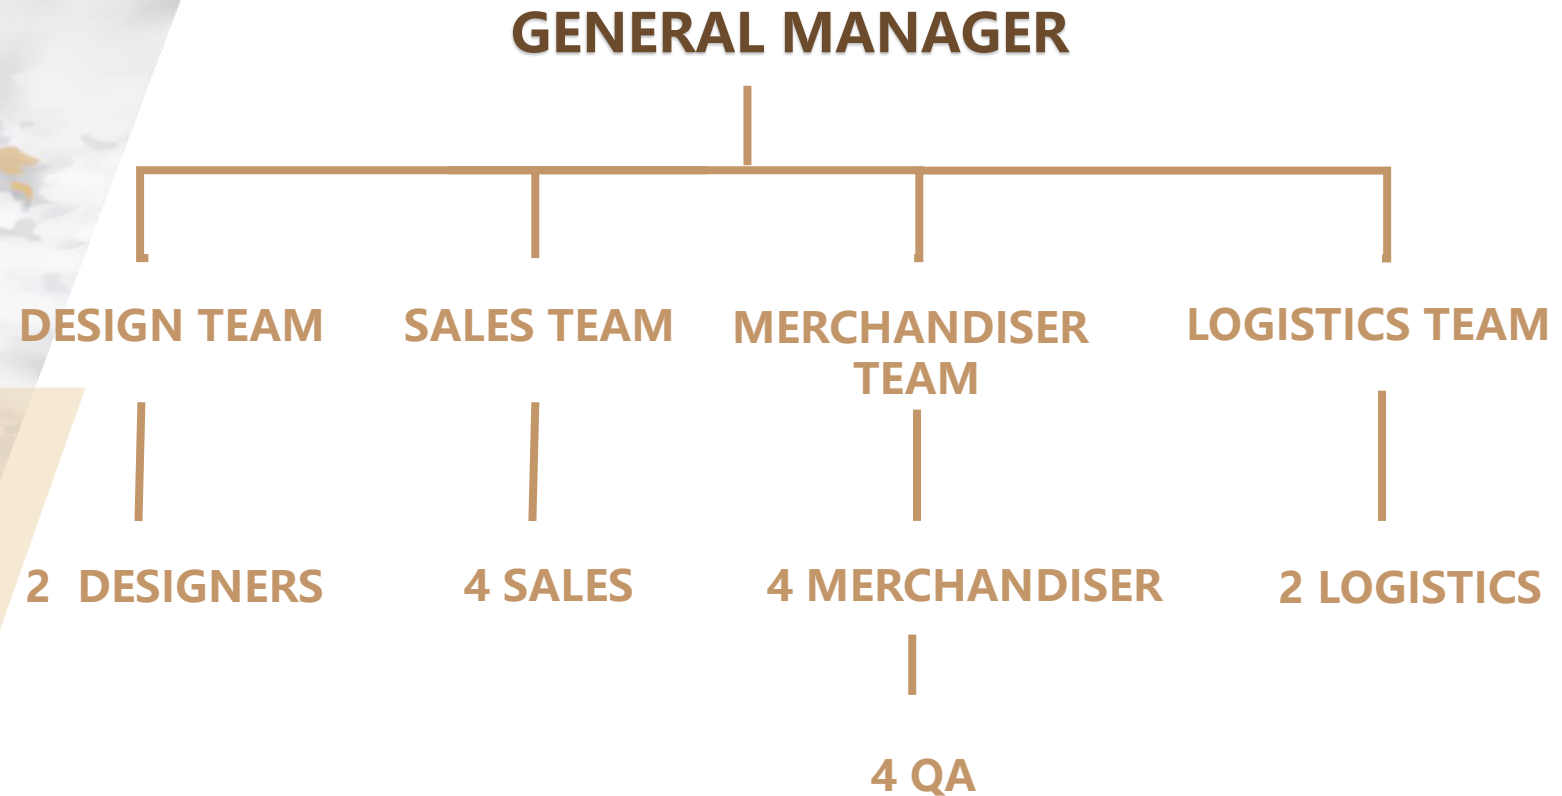 GENERAL MANAGER
DESIGN TEAM
SALES TEAM
MERCHANDISER
TEAM
LOGISTICS TEAM
2 DESIGNERS
4 SALES
4 MERCHANDISER
2 LOGISTICS
4 QA